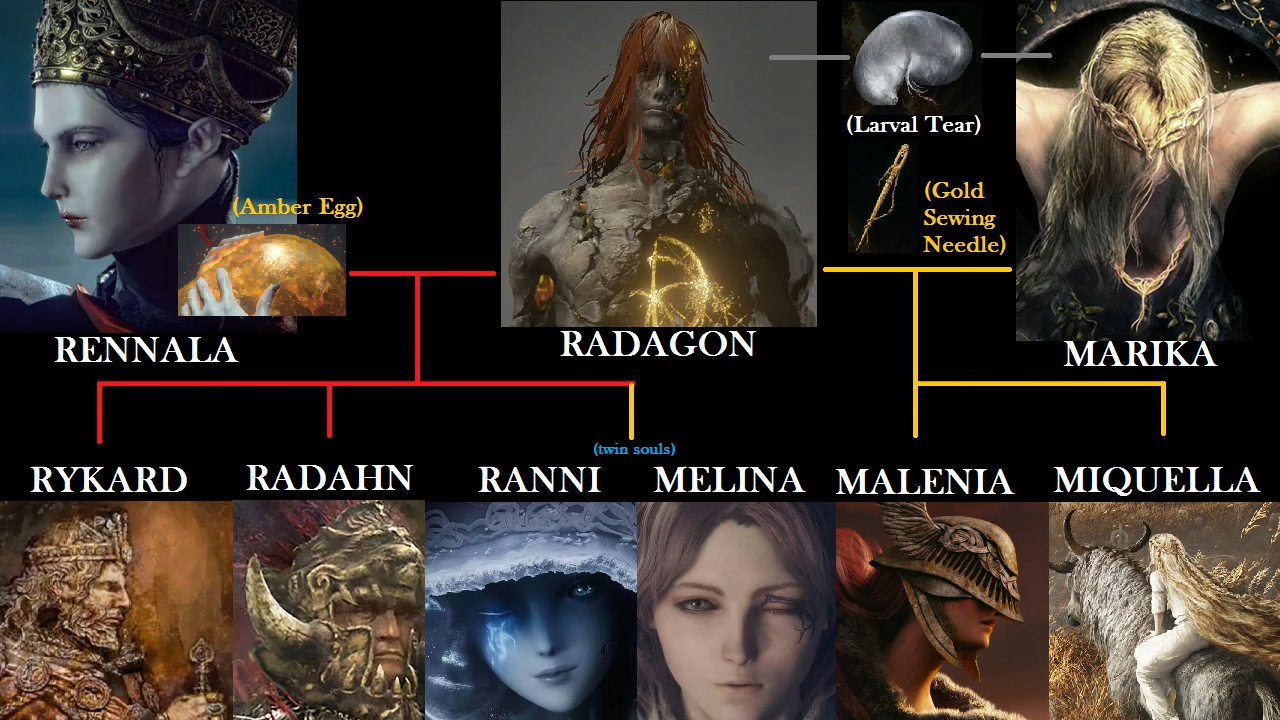 (Larval Tear)
(Amber Egg)
(Gold
Sewing
Needle)
RENNALA
RADAGON
MARIKA
(twin souls)
RYKARD
RADAHN
RANNI
MELINA
MALENIA
MIQUELLA